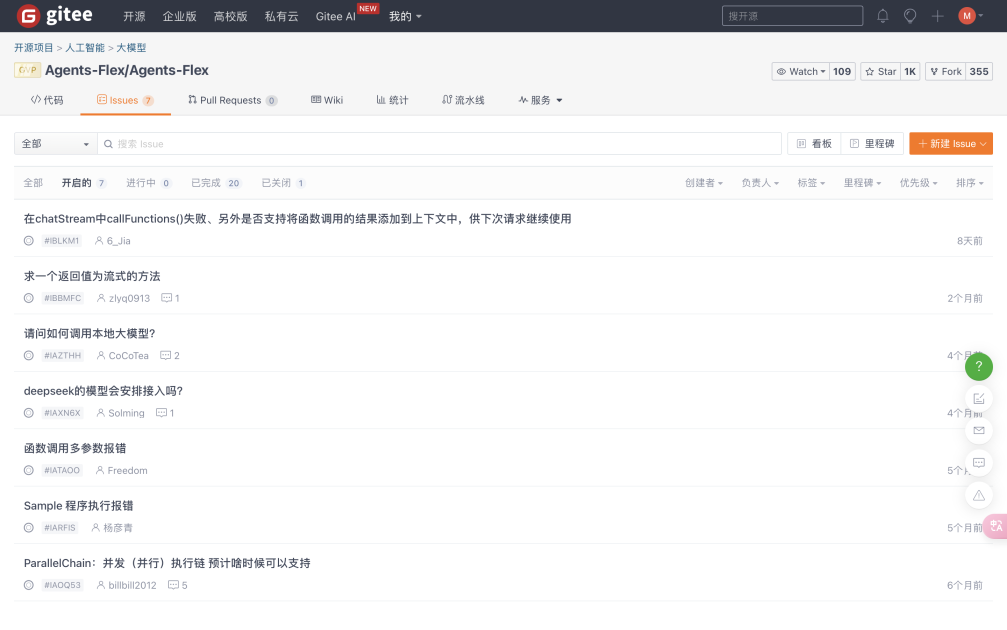 gitee 开源 企业版 高校版 私有云 Gitee AI NEW 我的 搜开源 M
开源项目 > 人工智能 > 大模型
GVP Agents-Flex/Agents-Flex Watch 109 Star 1K Fork 355
代码 Issues 7 Pull Requests 0 Wiki 统计 流水线 服务
全部 搜索 Issue 看板 里程碑 新建 Issue
全部 开启的 7 进行中 0 已完成 20 已关闭 1 创建者 负责人 标签 里程碑 优先级 排序
在chatStream中callFunctions()失败、另外是否支持将函数调用的结果添加到上下文中，供下次请求继续使用
#IBLKM1 6_Jia 8天前
求一个返回值为流式的方法
#IBBMFC zlyq0913 1 2个月前
请问如何调用本地大模型?
#IAZTHH CoCoTea 2 4个月前
deepseek的模型会安排接入吗?
#IAXN6X Solming 1 4个月前
函数调用多参数报错
#IATAOO Freedom 5个月
Sample 程序执行报错
#IARFIS 杨彦青 5个月前
ParallelChain：并发（并行）执行链 预计啥时候可以支持
#IAOQ53 billbill2012 5 6个月前